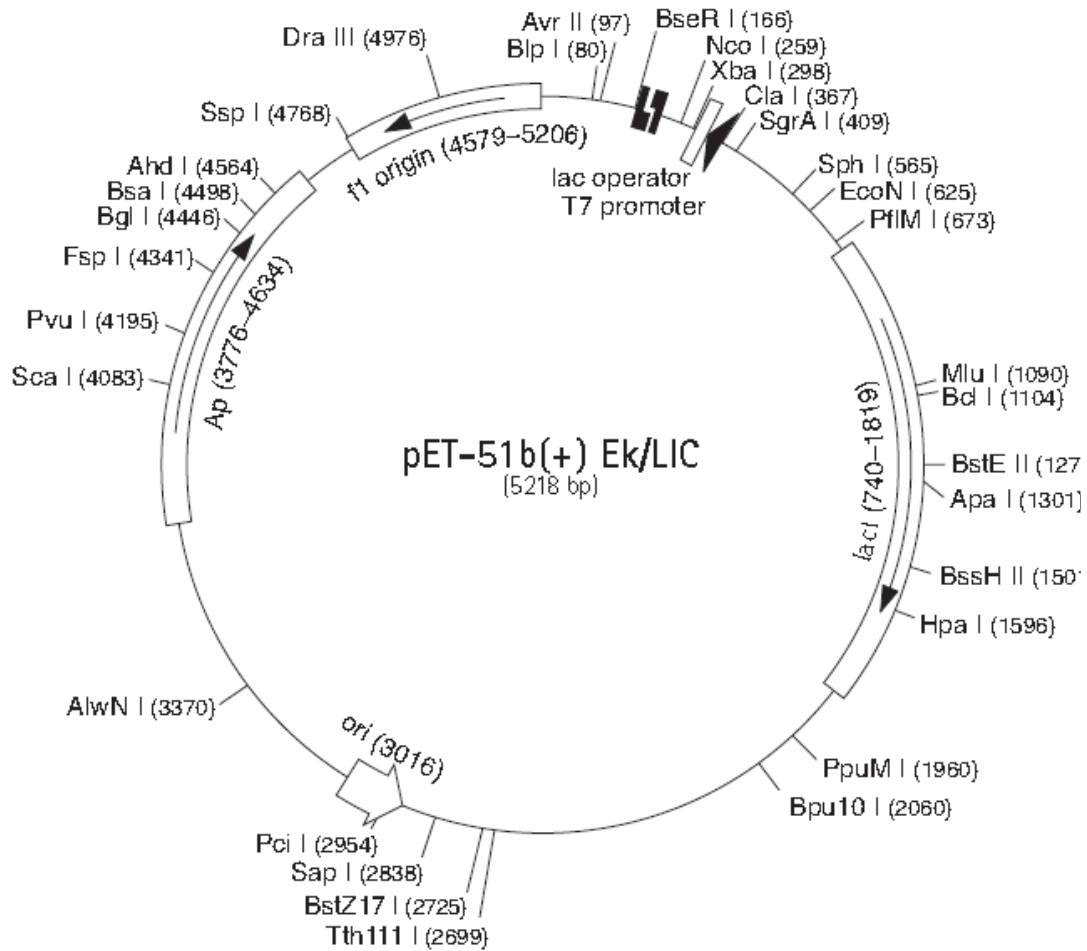 Dra III (4976)
Ssp I (4768)
Ahd I (4564)
Bsa I (4498)
Bgl I (4446)
Fsp I (4341)
Pvu I (4195)
Sca I (4083)
AlwN I (3370)
Avr II (97)
Blp I (80)
BseR I (166)
Nco I (259)
Xba I (298)
Cla I (367)
SgrA I (409)
Sph I (565)
EcoN I (625)
PflM I (673)
Mlu I (1090)
Bcl I (1104)
BstE II (127
Apa I (1301)
BssH II (1501
Hpa I (1596)
PpuM I (1960)
Bpu10 I (2060)
Pci I (2954)
Sap I (2838)
BstZ17 I (2725)
Tth111 I (2699)
f1 origin (4579–5206)
lac operator
T7 promoter
Ap (3776–4634)
lacI (740–1819)
ori (3016)
pET-51b(+) Ek/LIC
(5218 bp)